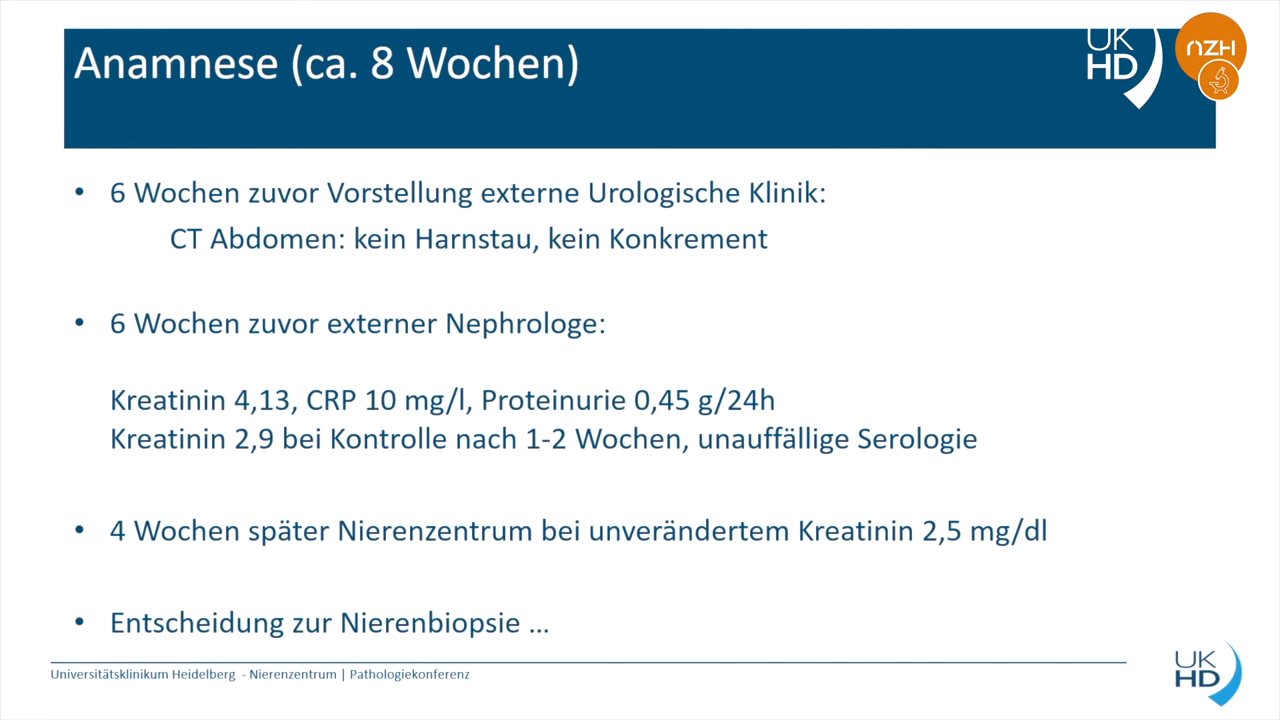 Anamnese (ca. 8 Wochen)
UK
HD
nZH
• 6 Wochen zuvor Vorstellung externe Urologische Klinik:
CT Abdomen: kein Harnstau, kein Konkrement
• 6 Wochen zuvor externer Nephrologe:
Kreatinin 4,13, CRP 10 mg/l, Proteinurie 0,45 g/24h
Kreatinin 2,9 bei Kontrolle nach 1-2 Wochen, unauffällige Serologie
• 4 Wochen später Nierenzentrum bei unverändertem Kreatinin 2,5 mg/dl
• Entscheidung zur Nierenbiopsie ...
Universitätsklinikum Heidelberg - Nierenzentrum | Pathologiekonferenz
UK
HD